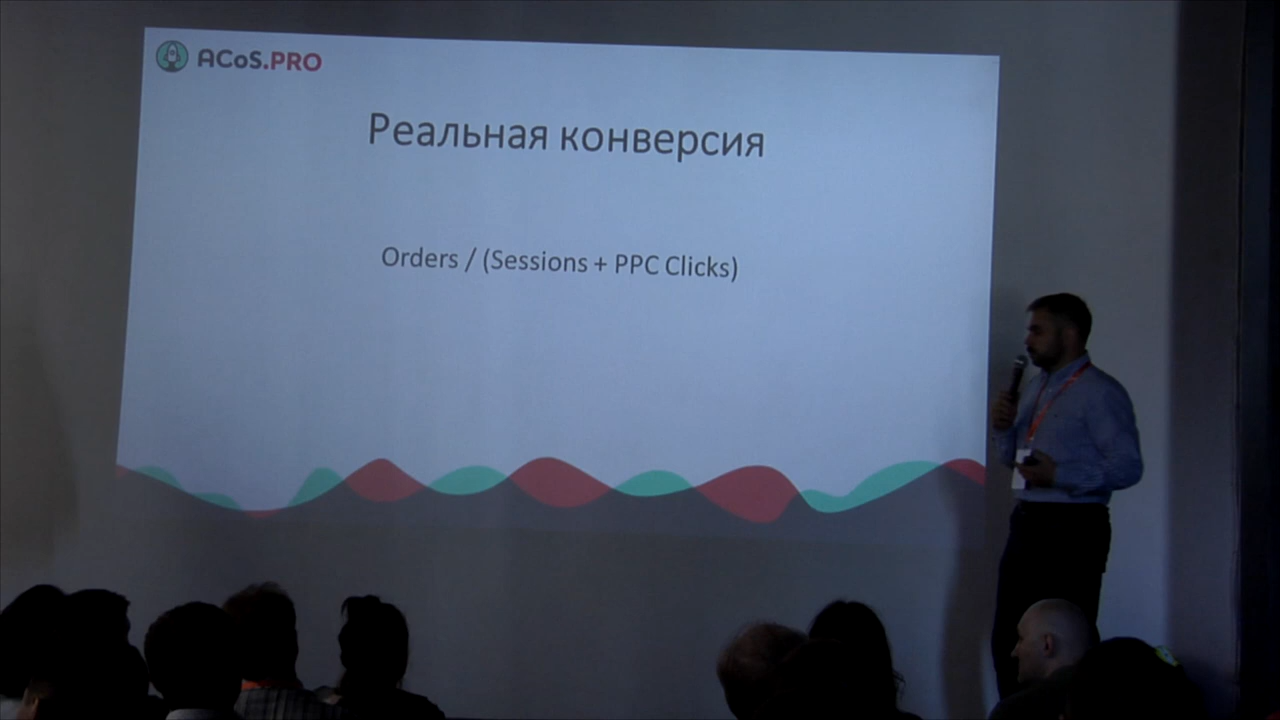 ACoS.PRO
Реальная конверсия
Orders / (Sessions + PPC Clicks)